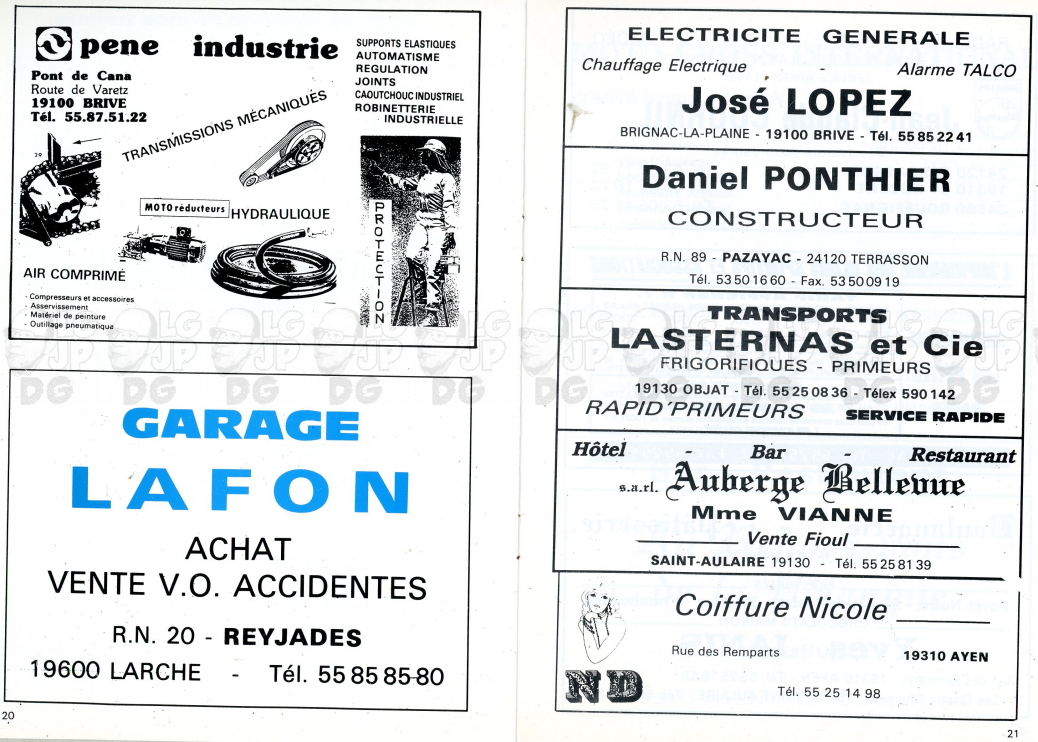 pene industrie
Pont de Cana
Route de Varetz
19100 BRIVE
Tél. 55.87.51.22
SUPPORTS ELASTIQUES
AUTOMATISME
REGULATION
JOINTS
CAOUTCHOUC INDUSTRIEL
ROBINETTERIE
INDUSTRIELLE
TRANSMISSIONS MÉCANIQUES
MOTOréducteurs
HYDRAULIQUE
PROTECTION
AIR COMPRIMÉ
- Compresseurs et accessoires
- Asservissement
- Matériel de peinture
- Outillage pneumatique
GARAGE
LAFON
ACHAT
VENTE V.O. ACCIDENTES
R.N. 20 - REYJADES
19600 LARCHE - Tél. 55 85 85 80
20
ELECTRICITE GENERALE
Chauffage Electrique Alarme TALCO
José LOPEZ
BRIGNAC-LA-PLAINE - 19100 BRIVE - Tél. 55 85 22 41
Daniel PONTHIER
CONSTRUCTEUR
R.N. 89 - PAZAYAC - 24120 TERRASSON
Tél. 53 50 16 60 - Fax. 53 50 09 19
TRANSPORTS
LASTERNAS et Cie
FRIGORIFIQUES - PRIMEURS
19130 OBJAT - Tél. 55 25 08 36 - Télex 590 142
RAPID'PRIMEURS SERVICE RAPIDE
Hôtel - Bar - Restaurant
s.a.rl. Auberge Bellevue
Mme VIANNE
Vente Fioul
SAINT-AULAIRE 19130 - Tél. 55 25 81 39
Coiffure Nicole
Rue des Remparts 19310 AYEN
ND
Tél. 55 25 14 98
21
LG JP DG